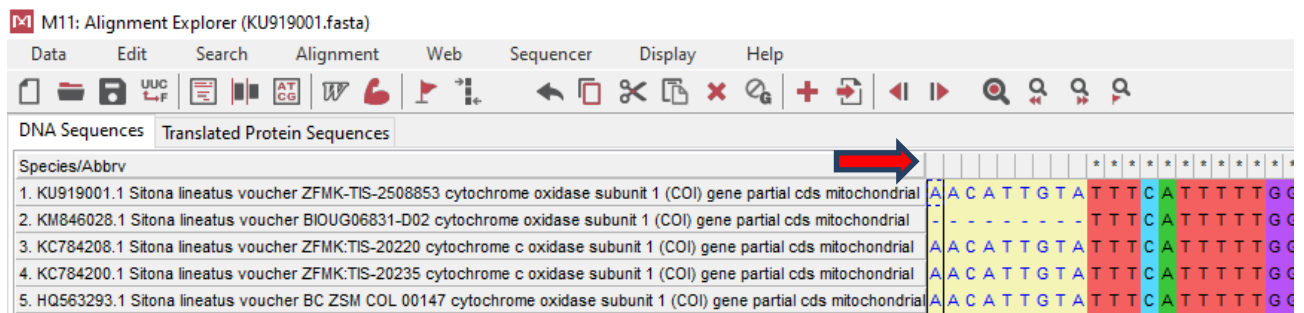 M11: Alignment Explorer (KU919001.fasta)
Data Edit Search Alignment Web Sequencer Display Help
UUC F AT CG W G
DNA Sequences Translated Protein Sequences
Species/Abbrv * * * * * * * * * * * *
1. KU919001.1 Sitona lineatus voucher ZFMK-TIS-2508853 cytochrome oxidase subunit 1 (COI) gene partial cds mitochondrial A A C A T T G T A T T T C A T T T T T G G
2. KM846028.1 Sitona lineatus voucher BIOUG06831-D02 cytochrome oxidase subunit 1 (COI) gene partial cds mitochondrial - - - - - - - - - T T T C A T T T T T G G
3. KC784208.1 Sitona lineatus voucher ZFMK:TIS-20220 cytochrome c oxidase subunit 1 (COI) gene partial cds mitochondrial A A C A T T G T A T T T C A T T T T T G G
4. KC784200.1 Sitona lineatus voucher ZFMK:TIS-20235 cytochrome c oxidase subunit 1 (COI) gene partial cds mitochondrial A A C A T T G T A T T T C A T T T T T G G
5. HQ563293.1 Sitona lineatus voucher BC ZSM COL 00147 cytochrome oxidase subunit 1 (COI) gene partial cds mitochondrial A A C A T T G T A T T T C A T T T T T G G